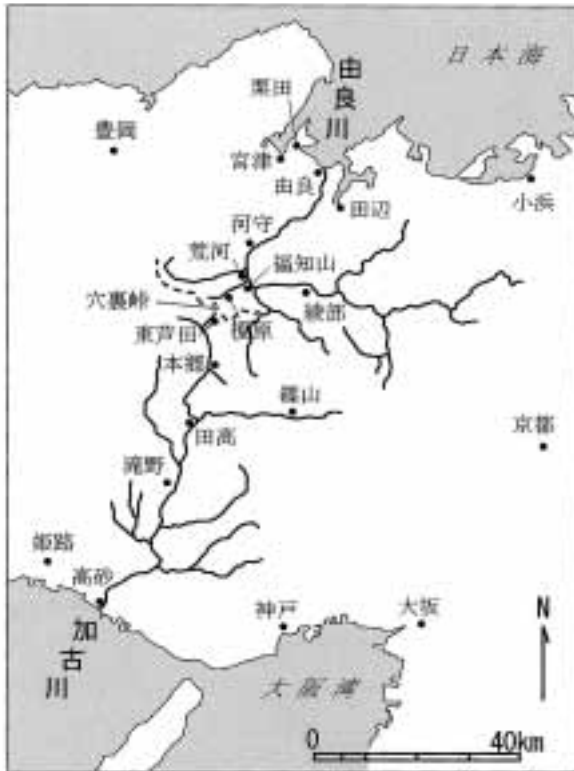 日本海
由良川
栗田
豊岡
宮津
由良
田辺
小浜
河守
荒河
福知山
穴裏峠
綾部
東芦田
榎原
本郷
篠山
田高
京都
滝野
姫路
高砂
神戸
大坂
加古川
大阪湾
N
0 40km